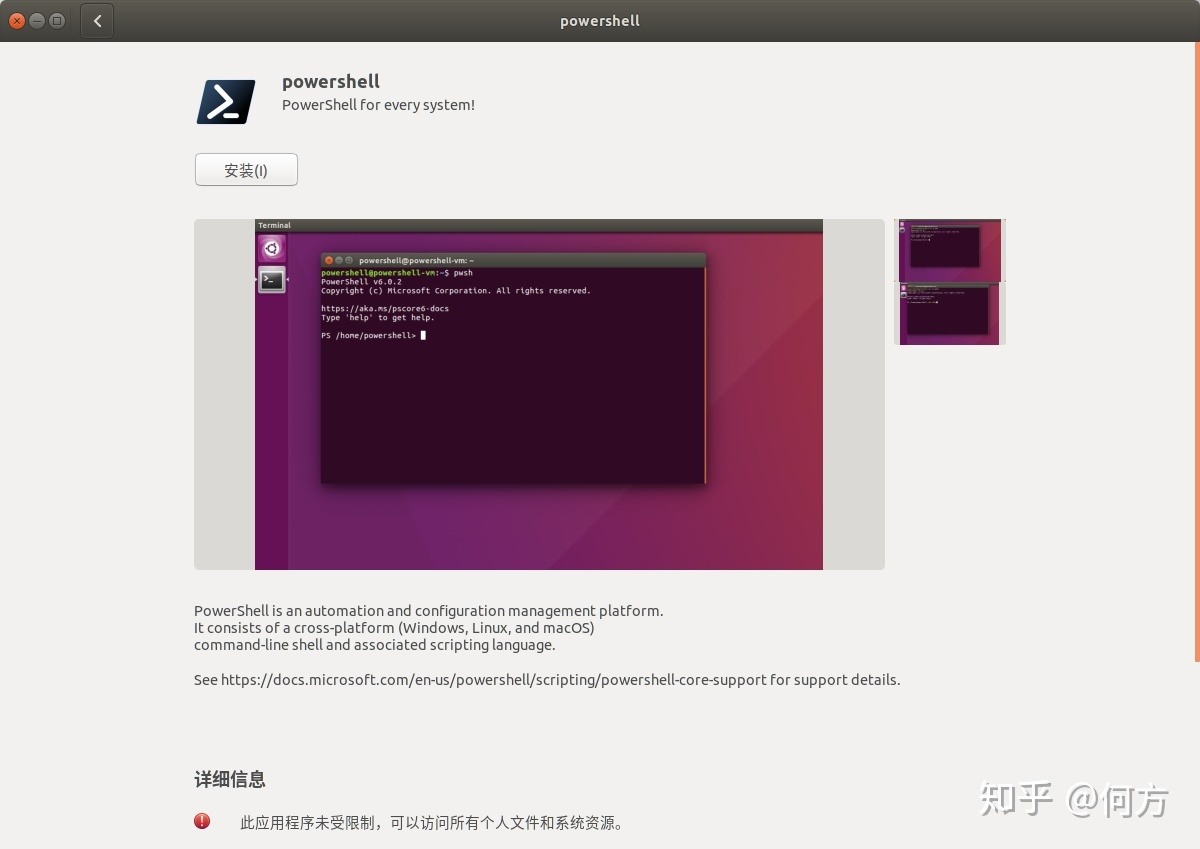 powershell
powershell
PowerShell for every system!
安装(I)
Terminal
powershell@powershell-vm: ~
powershell@powershell-vm:~$ pwsh
PowerShell v6.0.2
Copyright (c) Microsoft Corporation. All rights reserved.
https://aka.ms/pscore6-docs
Type 'help' to get help.
PS /home/powershell>
PowerShell is an automation and configuration management platform.
It consists of a cross-platform (Windows, Linux, and macOS)
command-line shell and associated scripting language.
See https://docs.microsoft.com/en-us/powershell/scripting/powershell-core-support for support details.
详细信息
此应用程序未受限制，可以访问所有个人文件和系统资源。
知乎 @何方